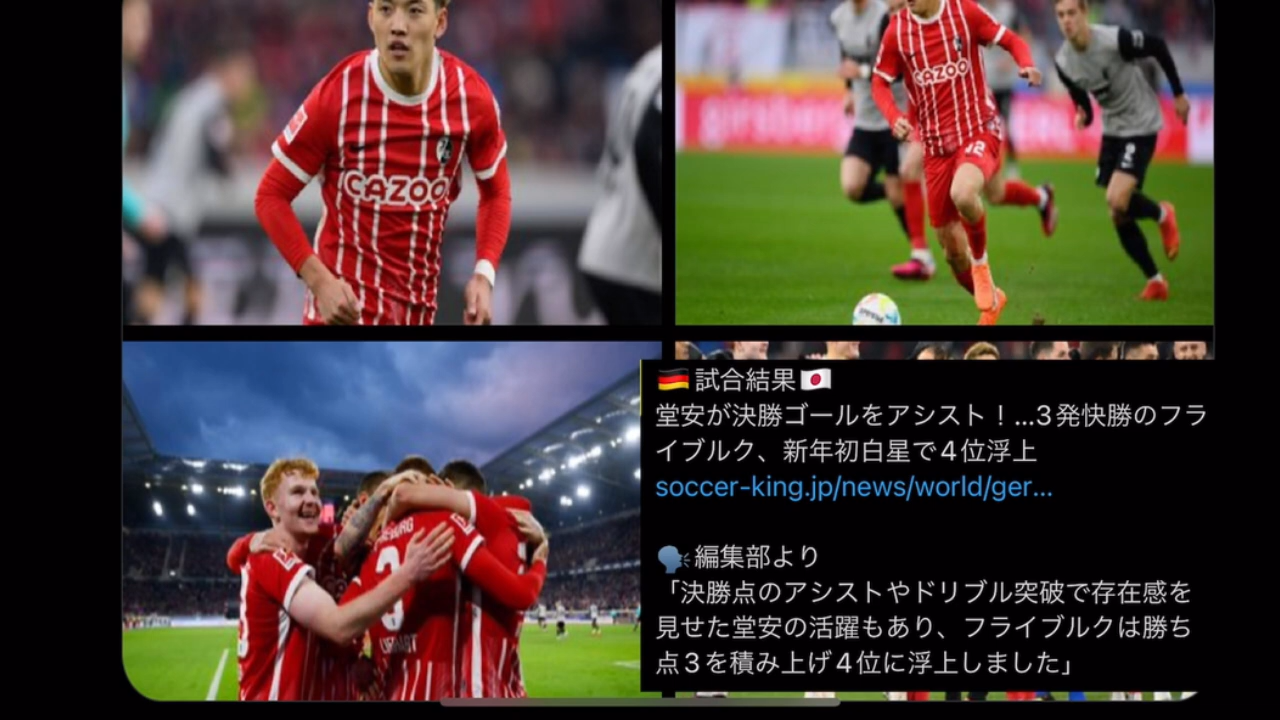 CAZOO
CAZOO
12
2
girsberger
3
LIENHART
🇩🇪試合結果🇯🇵
堂安が決勝ゴールをアシスト！...3発快勝のフラ
イブルク、新年初白星で4位浮上
soccer-king.jp/news/world/ger...
🗣️編集部より
「決勝点のアシストやドリブル突破で存在感を
見せた堂安の活躍もあり、フライブルクは勝ち
点3を積み上げ4位に浮上しました」